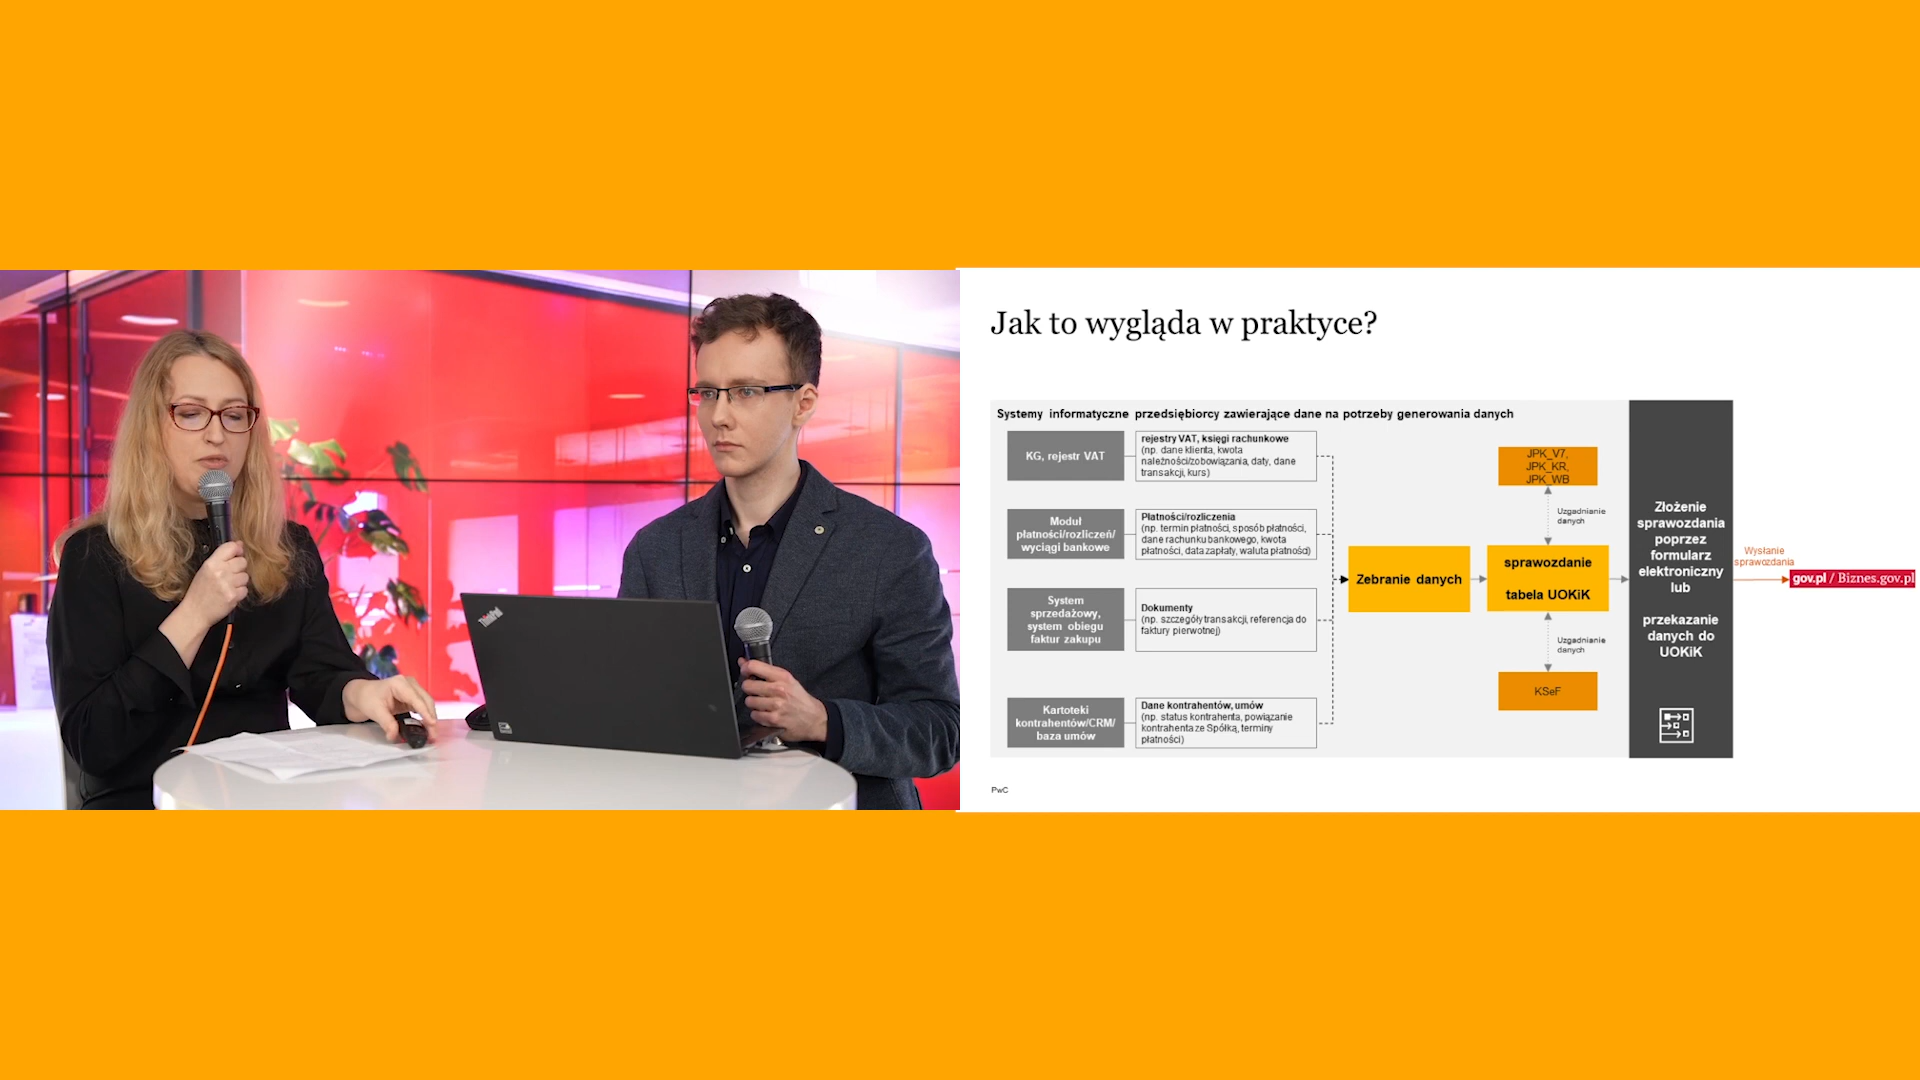 Jak to wygląda w praktyce?
Systemy informatyczne przedsiębiorcy zawierające dane na potrzeby generowania danych
KG, rejestr VAT
rejestry VAT, księgi rachunkowe
(np. dane klienta, kwota
należności/zobowiązania, daty, dane
transakcji, kurs)
Moduł
płatności/rozliczeń/
wyciągi bankowe
Płatności/rozliczenia
(np. termin płatności, sposób płatności,
dane rachunku bankowego, kwota
płatności, data zapłaty, waluta płatności)
System
sprzedażowy,
system obiegu
faktur zakupu
Dokumenty
(np. szczegóły transakcji, referencja do
faktury pierwotnej)
Kartoteki
kontrahentów/CRM/
baza umów
Dane kontrahentów, umów
(np. status kontrahenta, powiązanie
kontrahenta ze Spółką, terminy
płatności)
Zebranie danych
JPK_V7,
JPK_KR,
JPK_WB
Uzgadnianie
danych
sprawozdanie
tabela UOKiK
Uzgadnianie
danych
KSeF
Złożenie
sprawozdania
poprzez
formularz
elektroniczny
lub
przekazanie
danych do
UOKiK
Wysłanie
sprawozdania
gov.pl / Biznes.gov.pl
PwC
ThinkPad